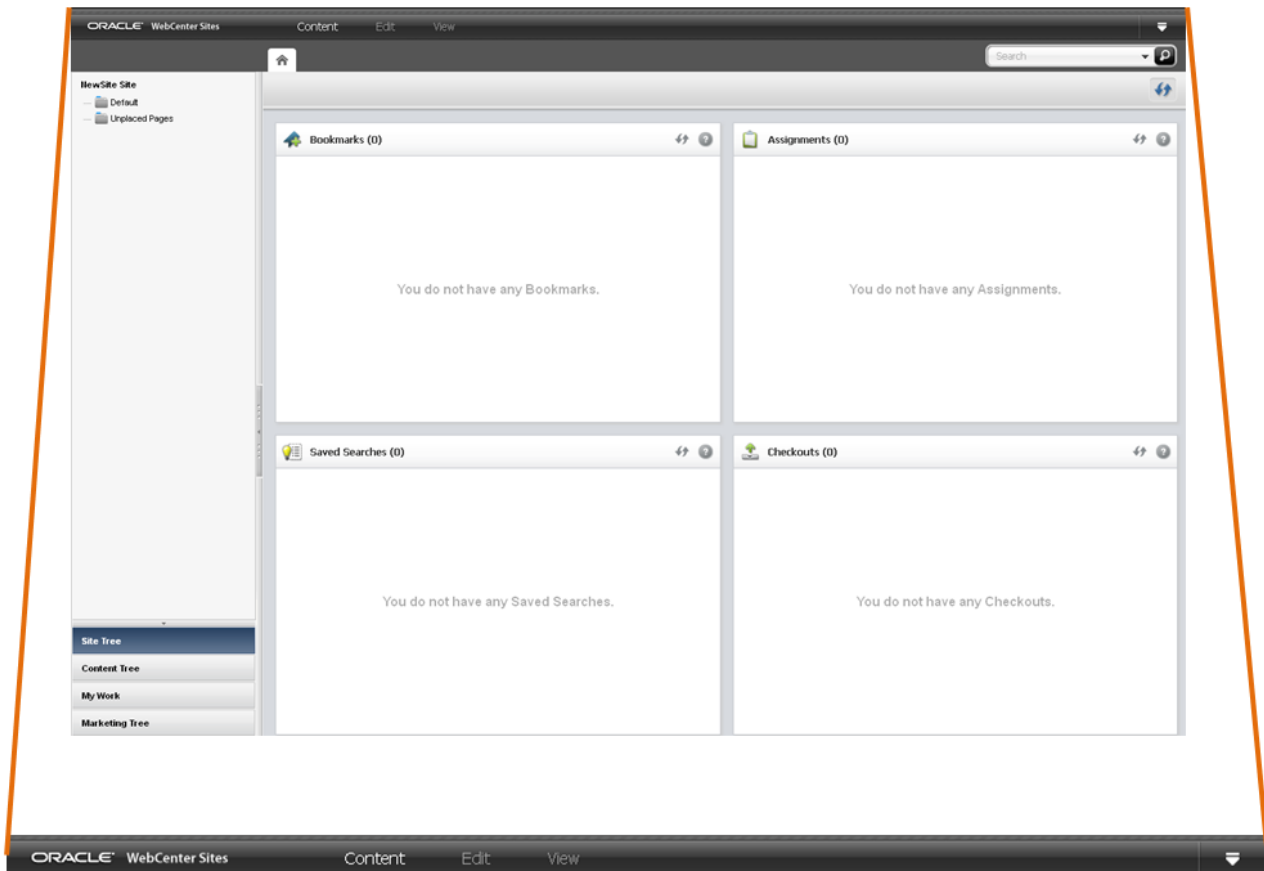 ORACLE WebCenter Sites Content Edit View
Search
NewSite Site
Default
Unplaced Pages
Bookmarks (0)
You do not have any Bookmarks.
Assignments (0)
You do not have any Assignments.
Saved Searches (0)
You do not have any Saved Searches.
Checkouts (0)
You do not have any Checkouts.
Site Tree
Content Tree
My Work
Marketing Tree
ORACLE WebCenter Sites Content Edit View